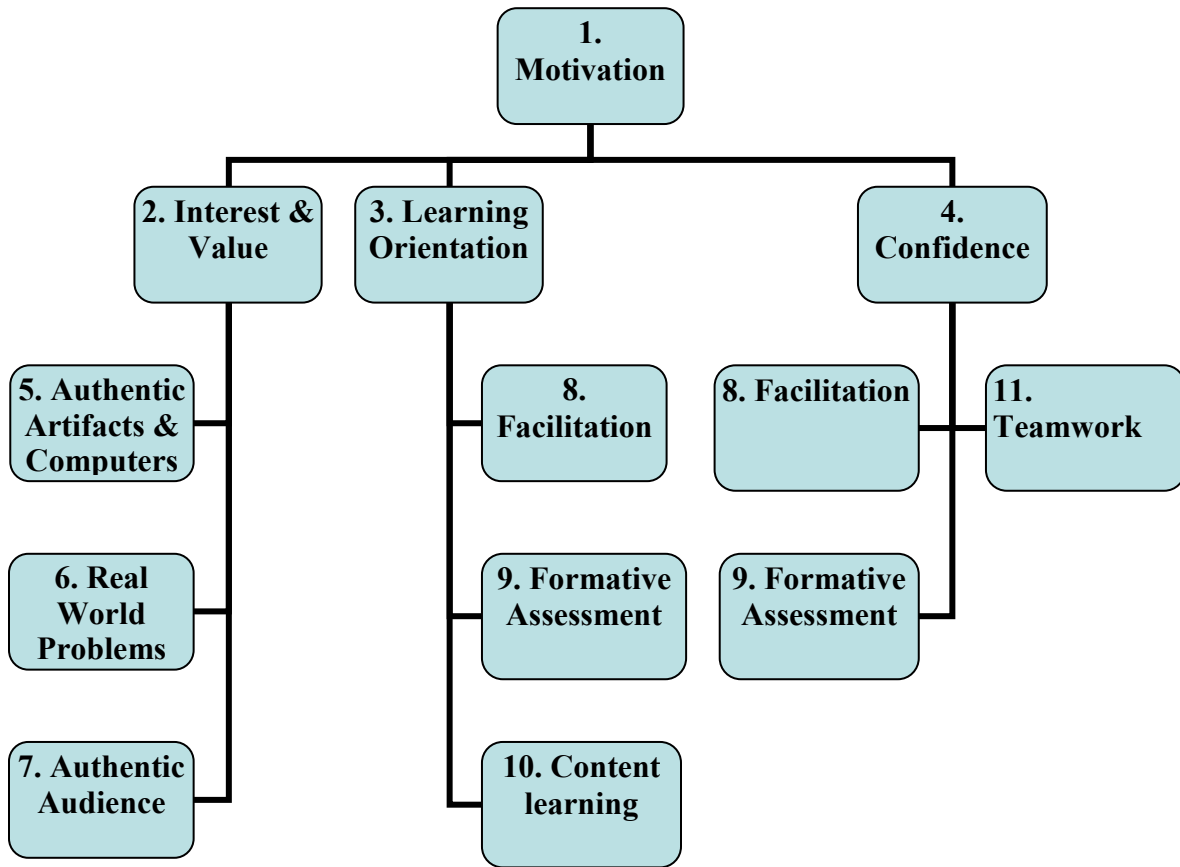 1.
Motivation
2. Interest &
Value
3. Learning
Orientation
4.
Confidence
5. Authentic
Artifacts &
Computers
8.
Facilitation
8. Facilitation
11.
Teamwork
6. Real
World
Problems
9. Formative
Assessment
9. Formative
Assessment
7. Authentic
Audience
10. Content
learning